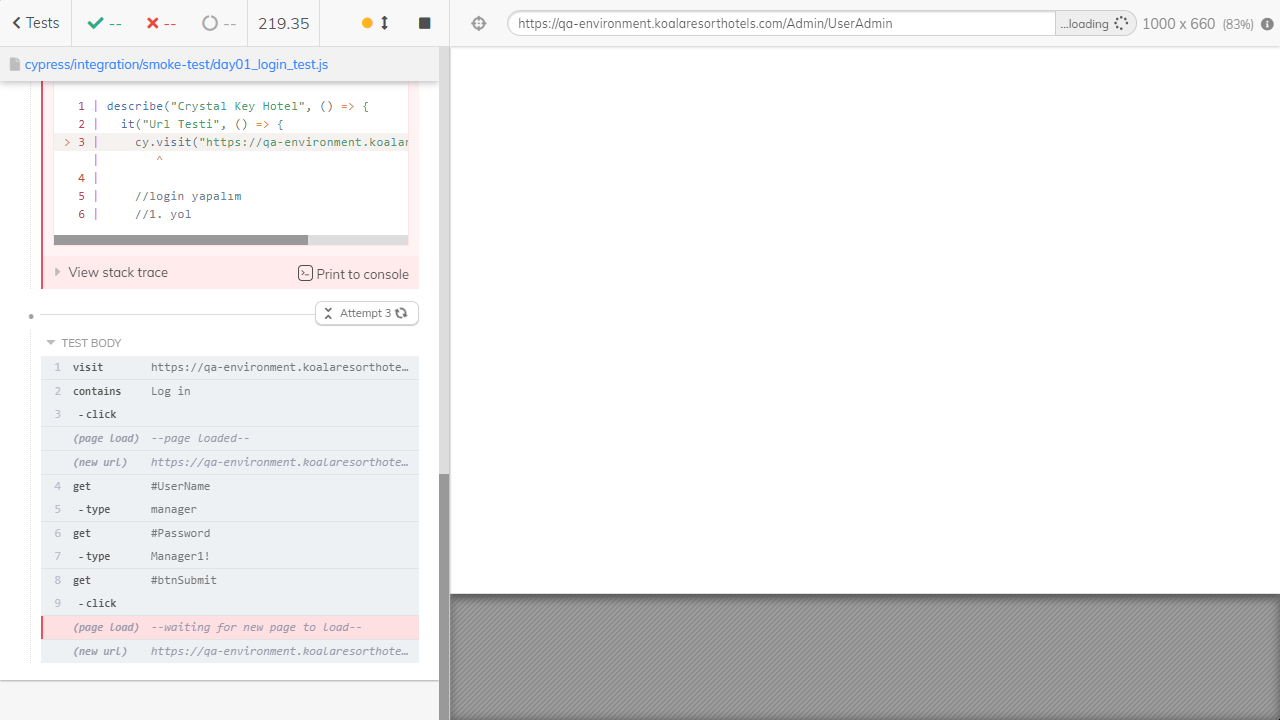 Tests -- -- -- 219.35
https://qa-environment.koalaresorthotels.com/Admin/UserAdmin ...loading 1000 x 660 (83%)
cypress/integration/smoke-test/day01_login_test.js
1 | describe("Crystal Key Hotel", () => {
2 | it("Url Testi", () => {
> 3 | cy.visit("https://qa-environment.koalar
| ^
4 |
5 | //login yapalım
6 | //1. yol
View stack trace Print to console
Attempt 3
TEST BODY
1 visit https://qa-environment.koalaresorthote...
2 contains Log in
3 -click
(page load) --page loaded--
(new url) https://qa-environment.koalaresorthote...
4 get #UserName
5 -type manager
6 get #Password
7 -type Manager1!
8 get #btnSubmit
9 -click
(page load) --waiting for new page to load--
(new url) https://qa-environment.koalaresorthote...